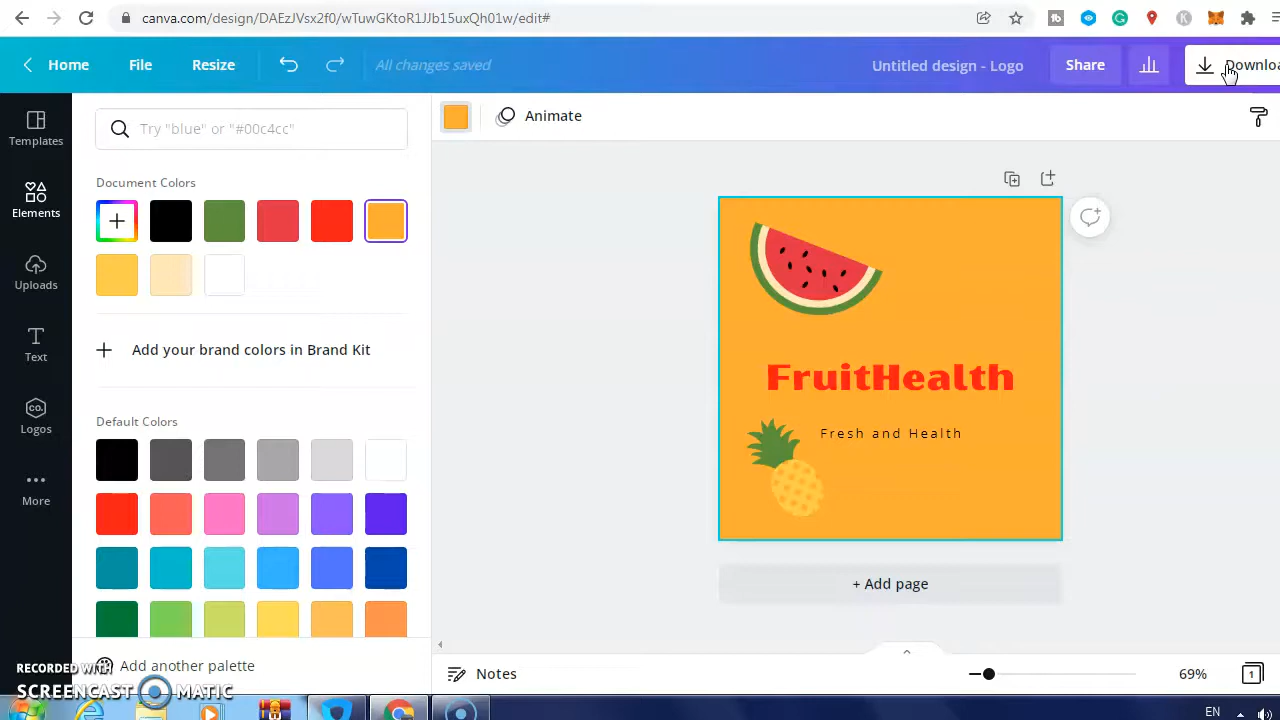 canva.com/design/DAEzJVsx2f0/wTuwGKtoR1JJb15uxQh01w/edit#
Home
File
Resize
All changes saved
Untitled design - Logo
Share
Downloa
Templates
Elements
Uploads
Text
Logos
More
Try "blue" or "#00c4cc"
Document Colors
Add your brand colors in Brand Kit
Default Colors
Add another palette
Animate
FruitHealth
Fresh and Health
+ Add page
Notes
69%
1
RECORDED WITH
SCREENCAST MATIC
EN